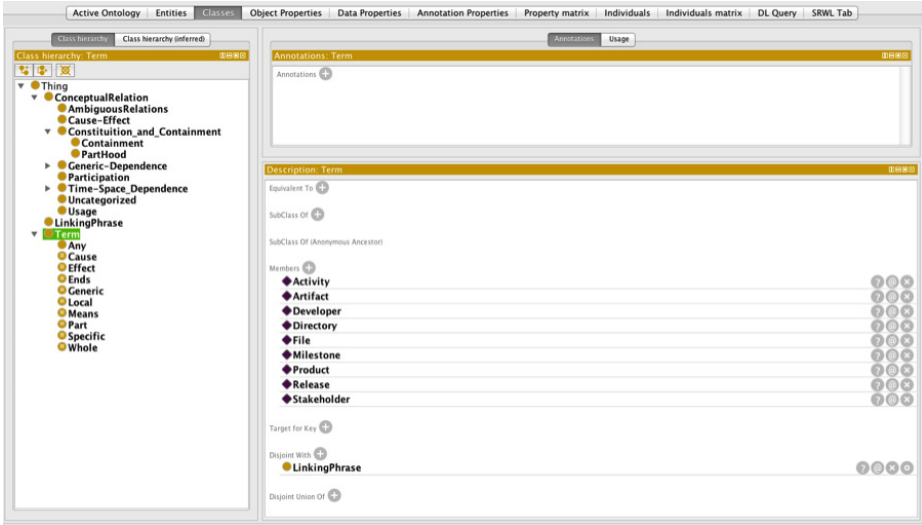 Active Ontology Entities Classes Object Properties Data Properties Annotation Properties Property matrix Individuals Individuals matrix DL Query SRWL Tab
Class hierarchy Class hierarchy (inferred)
Class hierarchy: Term
Thing
ConceptualRelation
AmbiguousRelations
Cause-Effect
Constituition_and_Containment
Containment
PartHood
Generic-Dependence
Participation
Time-Space_Dependence
Uncategorized
Usage
LinkingPhrase
Term
Any
Cause
Effect
Ends
Generic
Local
Means
Part
Specific
Whole
Annotations Usage
Annotations: Term
Annotations
Description: Term
Equivalent To
SubClass Of
SubClass Of (Anonymous Ancestor)
Members
Activity
Artifact
Developer
Directory
File
Milestone
Product
Release
Stakeholder
Target for Key
Disjoint With
LinkingPhrase
Disjoint Union Of